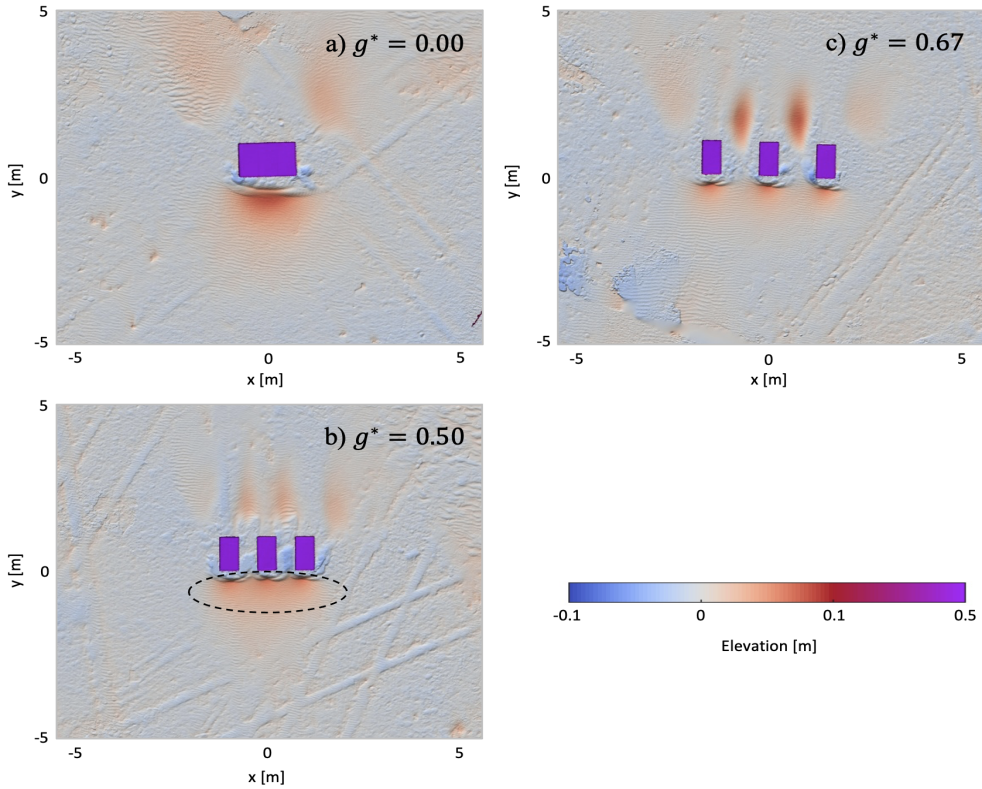 5
a) g* = 0.00
y [m]
0
-5
-5
0
5
x [m]
5
c) g* = 0.67
y [m]
0
-5
-5
0
5
x [m]
5
b) g* = 0.50
y [m]
0
-5
-5
0
5
x [m]
-0.1
0
0.1
0.5
Elevation [m]